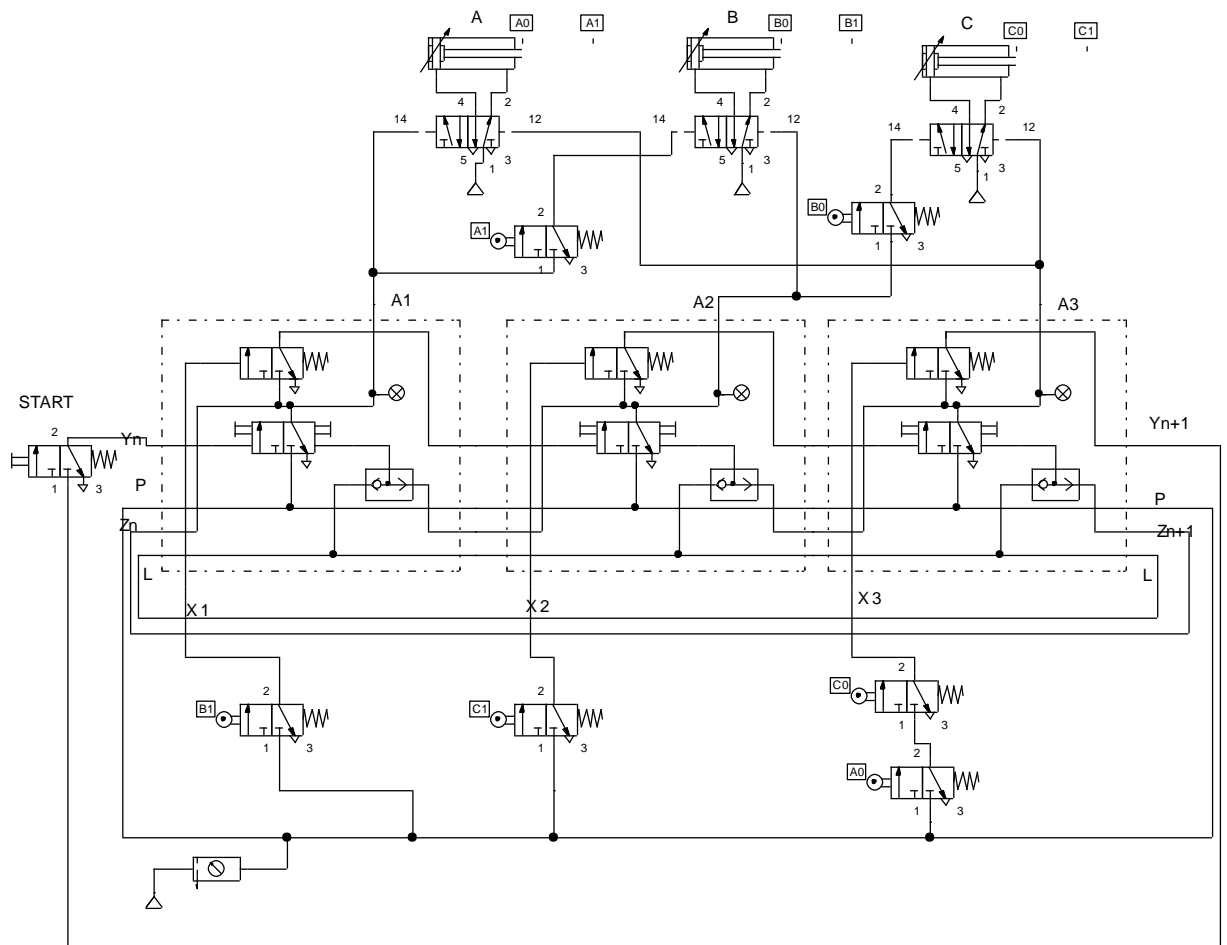 A A0 A1 B B0 B1 C C0 C1
4 2 4 2 4 2
14 12 14 12 14 12
5 3 5 3 5 3
1 1 1
2 B0 2
A1
1 3 1 3
A1 A2 A3
START
2 Yn Yn+1
1 3 P P
Zn Zn+1
L L
X1 X2 X3
2
C0
2 2
B1 C1 1 3
1 3 1 3
2
A0
1 3